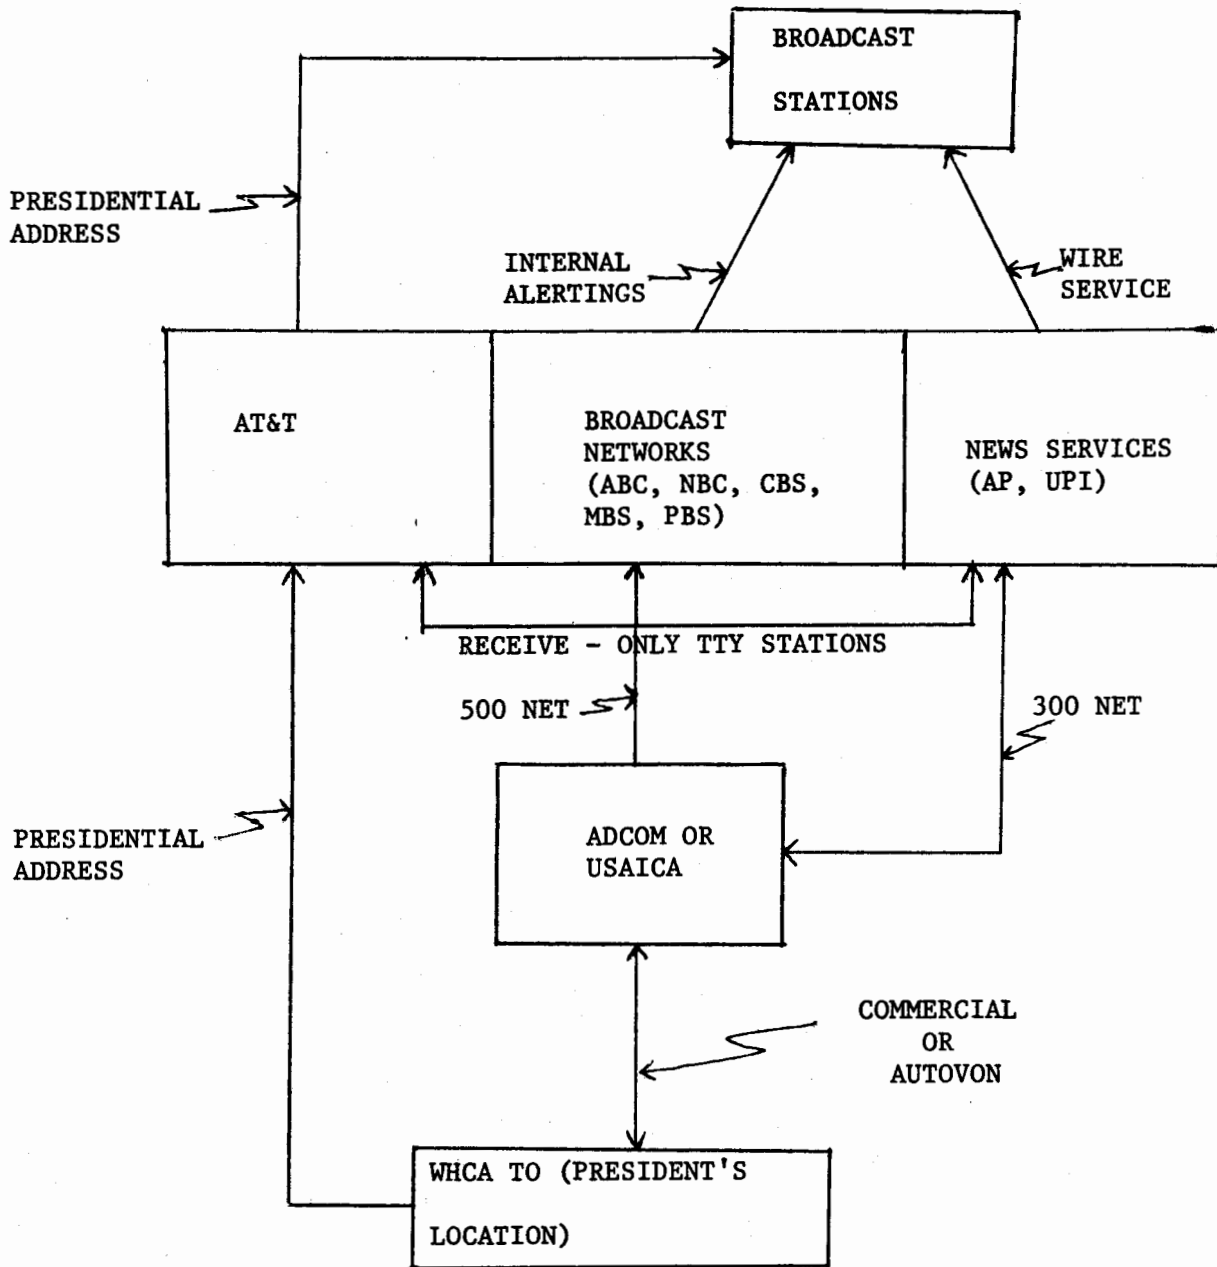 BROADCAST
STATIONS
PRESIDENTIAL
ADDRESS
INTERNAL
ALERTINGS
WIRE
SERVICE
AT&T
BROADCAST
NETWORKS
(ABC, NBC, CBS,
MBS, PBS)
NEWS SERVICES
(AP, UPI)
RECEIVE - ONLY TTY STATIONS
500 NET
300 NET
PRESIDENTIAL
ADDRESS
ADCOM OR
USAICA
COMMERCIAL
OR
AUTOVON
WHCA TO (PRESIDENT'S
LOCATION)